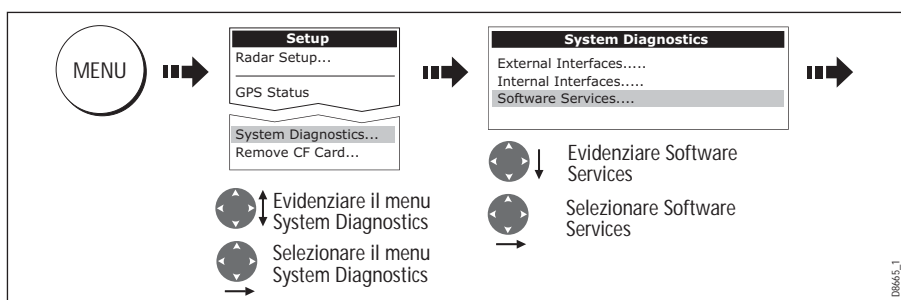 MENU
Setup
Radar Setup...
GPS Status
System Diagnostics...
Remove CF Card...
Evidenziare il menu
System Diagnostics
Selezionare il menu
System Diagnostics
System Diagnostics
External Interfaces.....
Internal Interfaces.....
Software Services....
Evidenziare Software
Services
Selezionare Software
Services
D8665_1